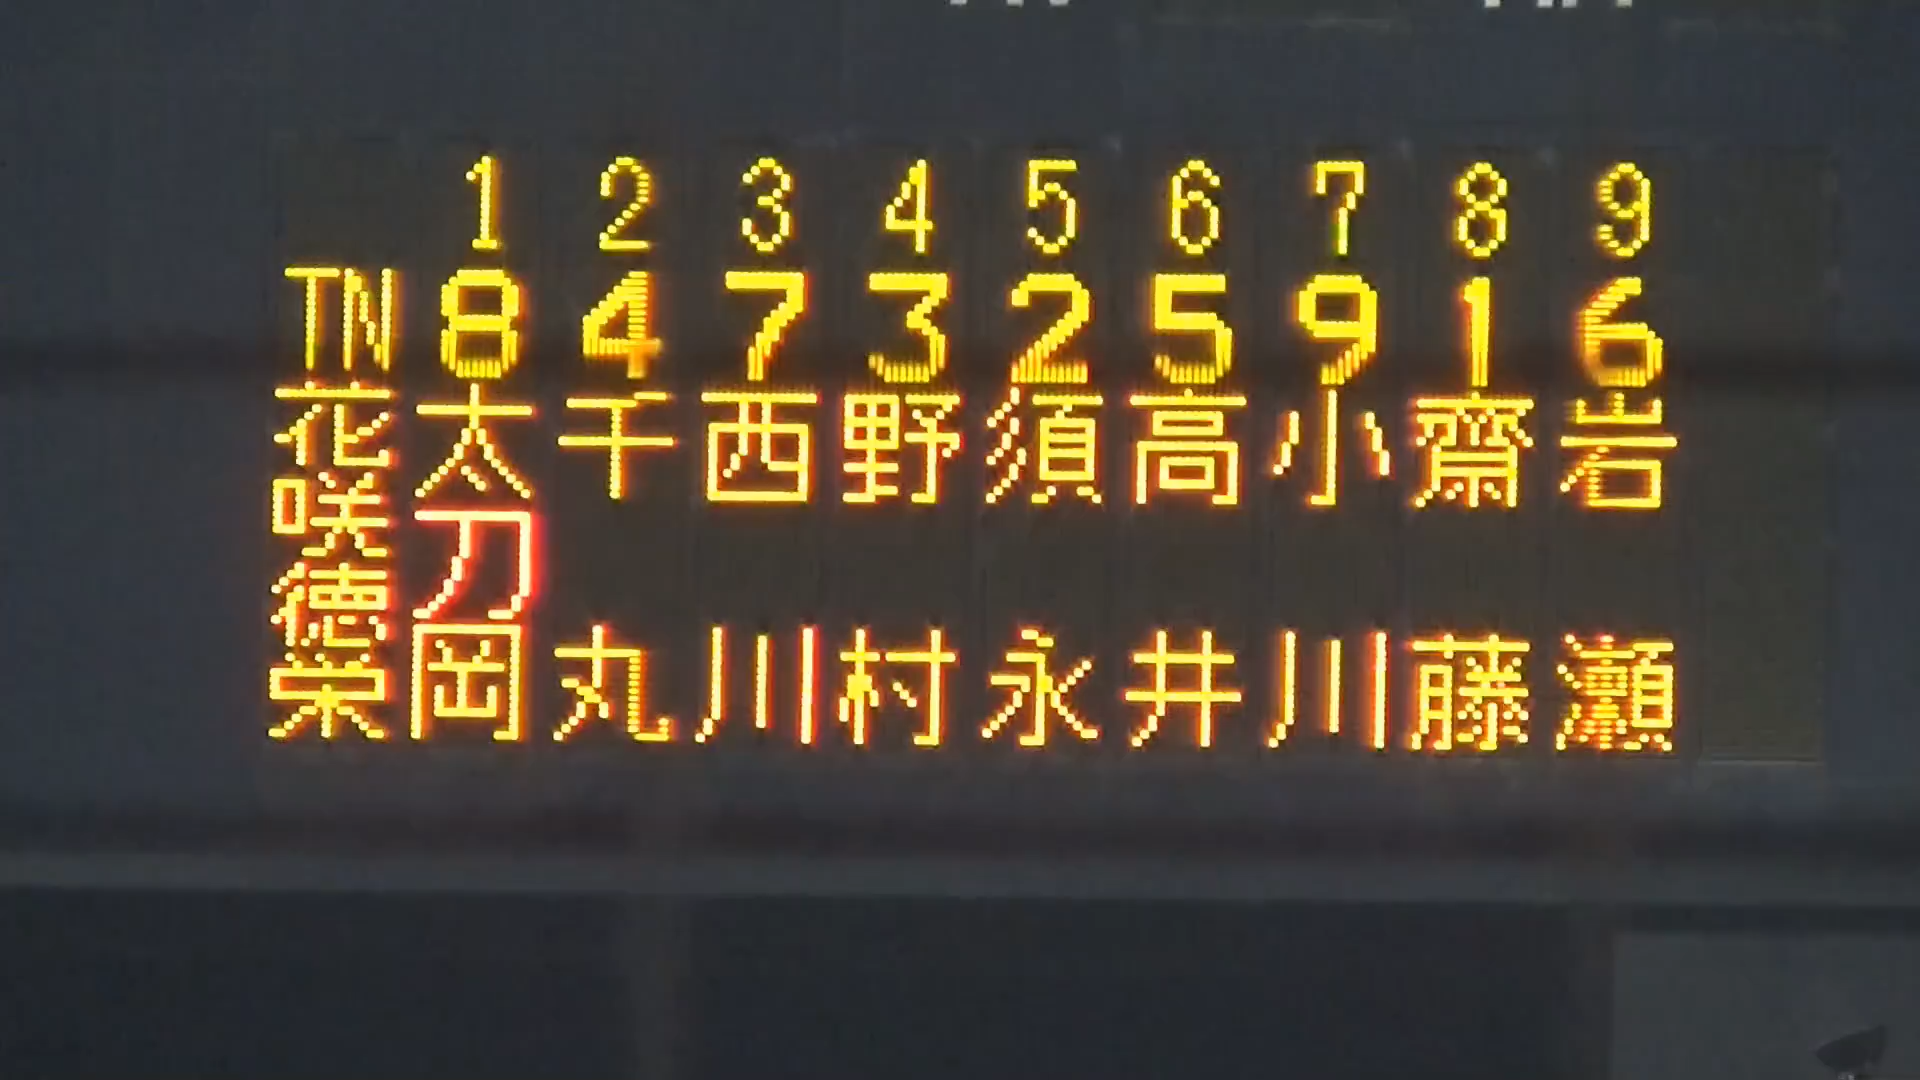 1 2 3 4 5 6 7 8 9
TN 8 4 7 3 2 5 9 1 6
花咲徳栄
太刀岡
千丸
西川
野村
須永
高井
小川
齋藤
岩瀬